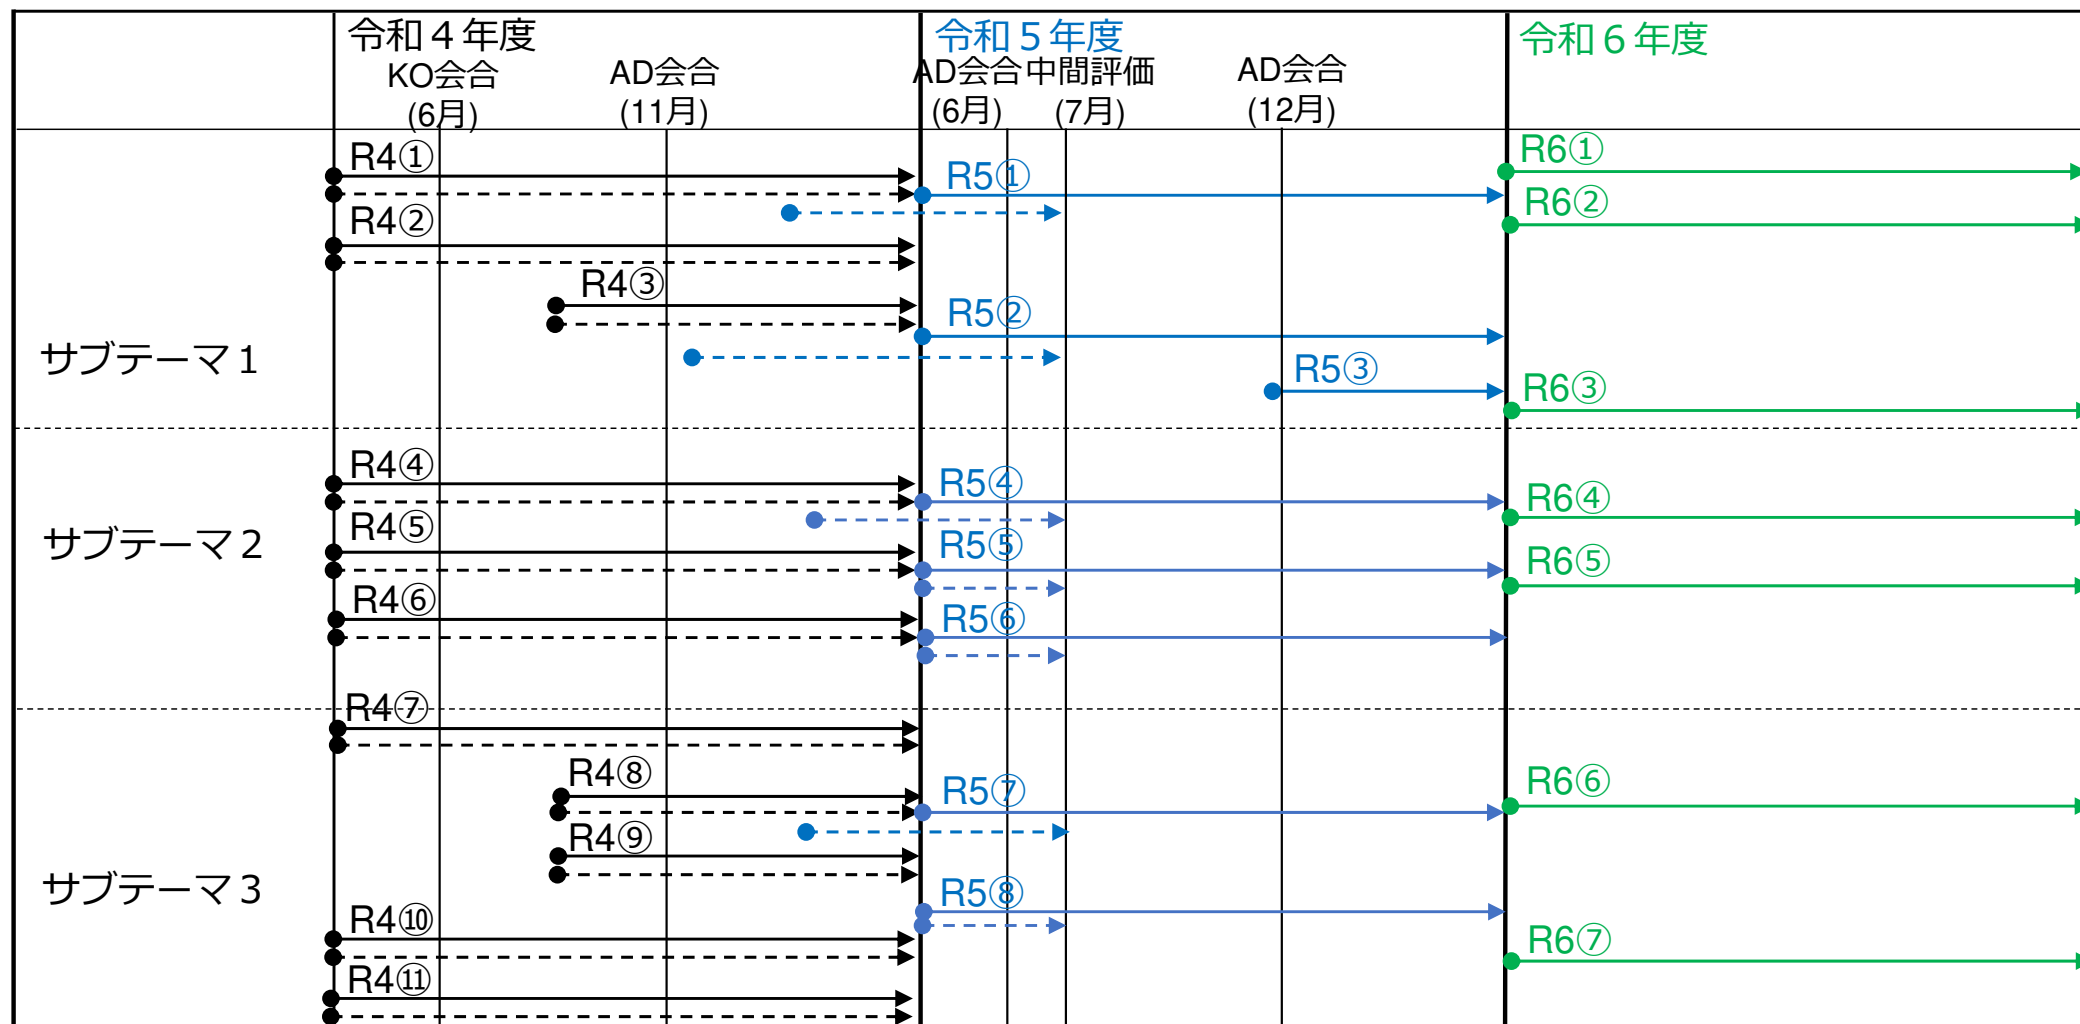 令和４年度
令和５年度
令和６年度
KO会合
(6月)
AD会合
(11月)
AD会合
(6月)
中間評価
(7月)
AD会合
(12月)
サブテーマ１
R4①
R4②
R4③
R5①
R5②
R5③
R6①
R6②
R6③
サブテーマ２
R4④
R4⑤
R4⑥
R5④
R5⑤
R5⑥
R6④
R6⑤
サブテーマ３
R4⑦
R4⑧
R4⑨
R4⑩
R4⑪
R5⑦
R5⑧
R6⑥
R6⑦